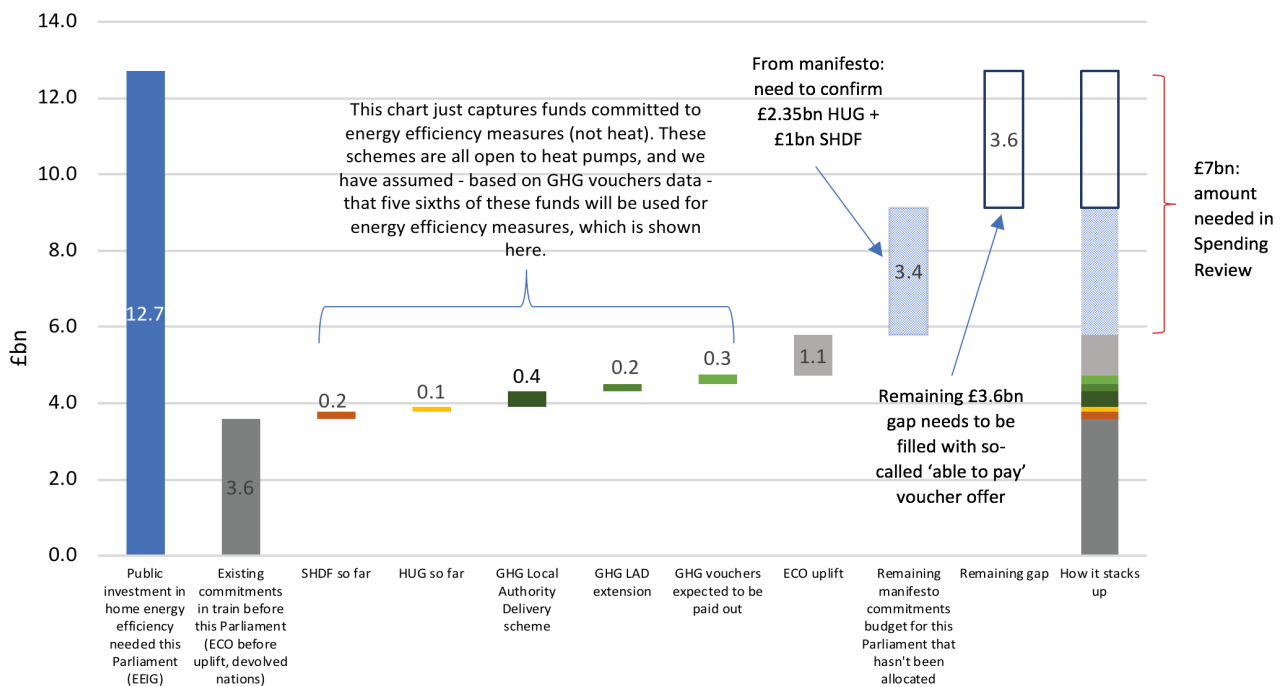 14.0
12.0
10.0
8.0
6.0
4.0
2.0
0.0
£bn
This chart just captures funds committed to
energy efficiency measures (not heat). These
schemes are all open to heat pumps, and we
have assumed - based on GHG vouchers data -
that five sixths of these funds will be used for
energy efficiency measures, which is shown
here.
From manifesto:
need to confirm
£2.35bn HUG +
£1bn SHDF
£7bn:
amount
needed in
Spending
Review
Remaining £3.6bn
gap needs to be
filled with so-
called ‘able to pay’
voucher offer
12.7
3.6
0.2
0.1
0.4
0.2
0.3
1.1
3.4
3.6
Public
investment in
home energy
efficiency
needed this
Parliament
(EEIG)
Existing
commitments
in train before
this Parliament
(ECO before
uplift, devolved
nations)
SHDF so far
HUG so far
GHG Local
Authority
Delivery
scheme
GHG LAD
extension
GHG vouchers
expected to be
paid out
ECO uplift
Remaining
manifesto
commitments
budget for this
Parliament that
hasn't been
allocated
Remaining gap
How it stacks
up